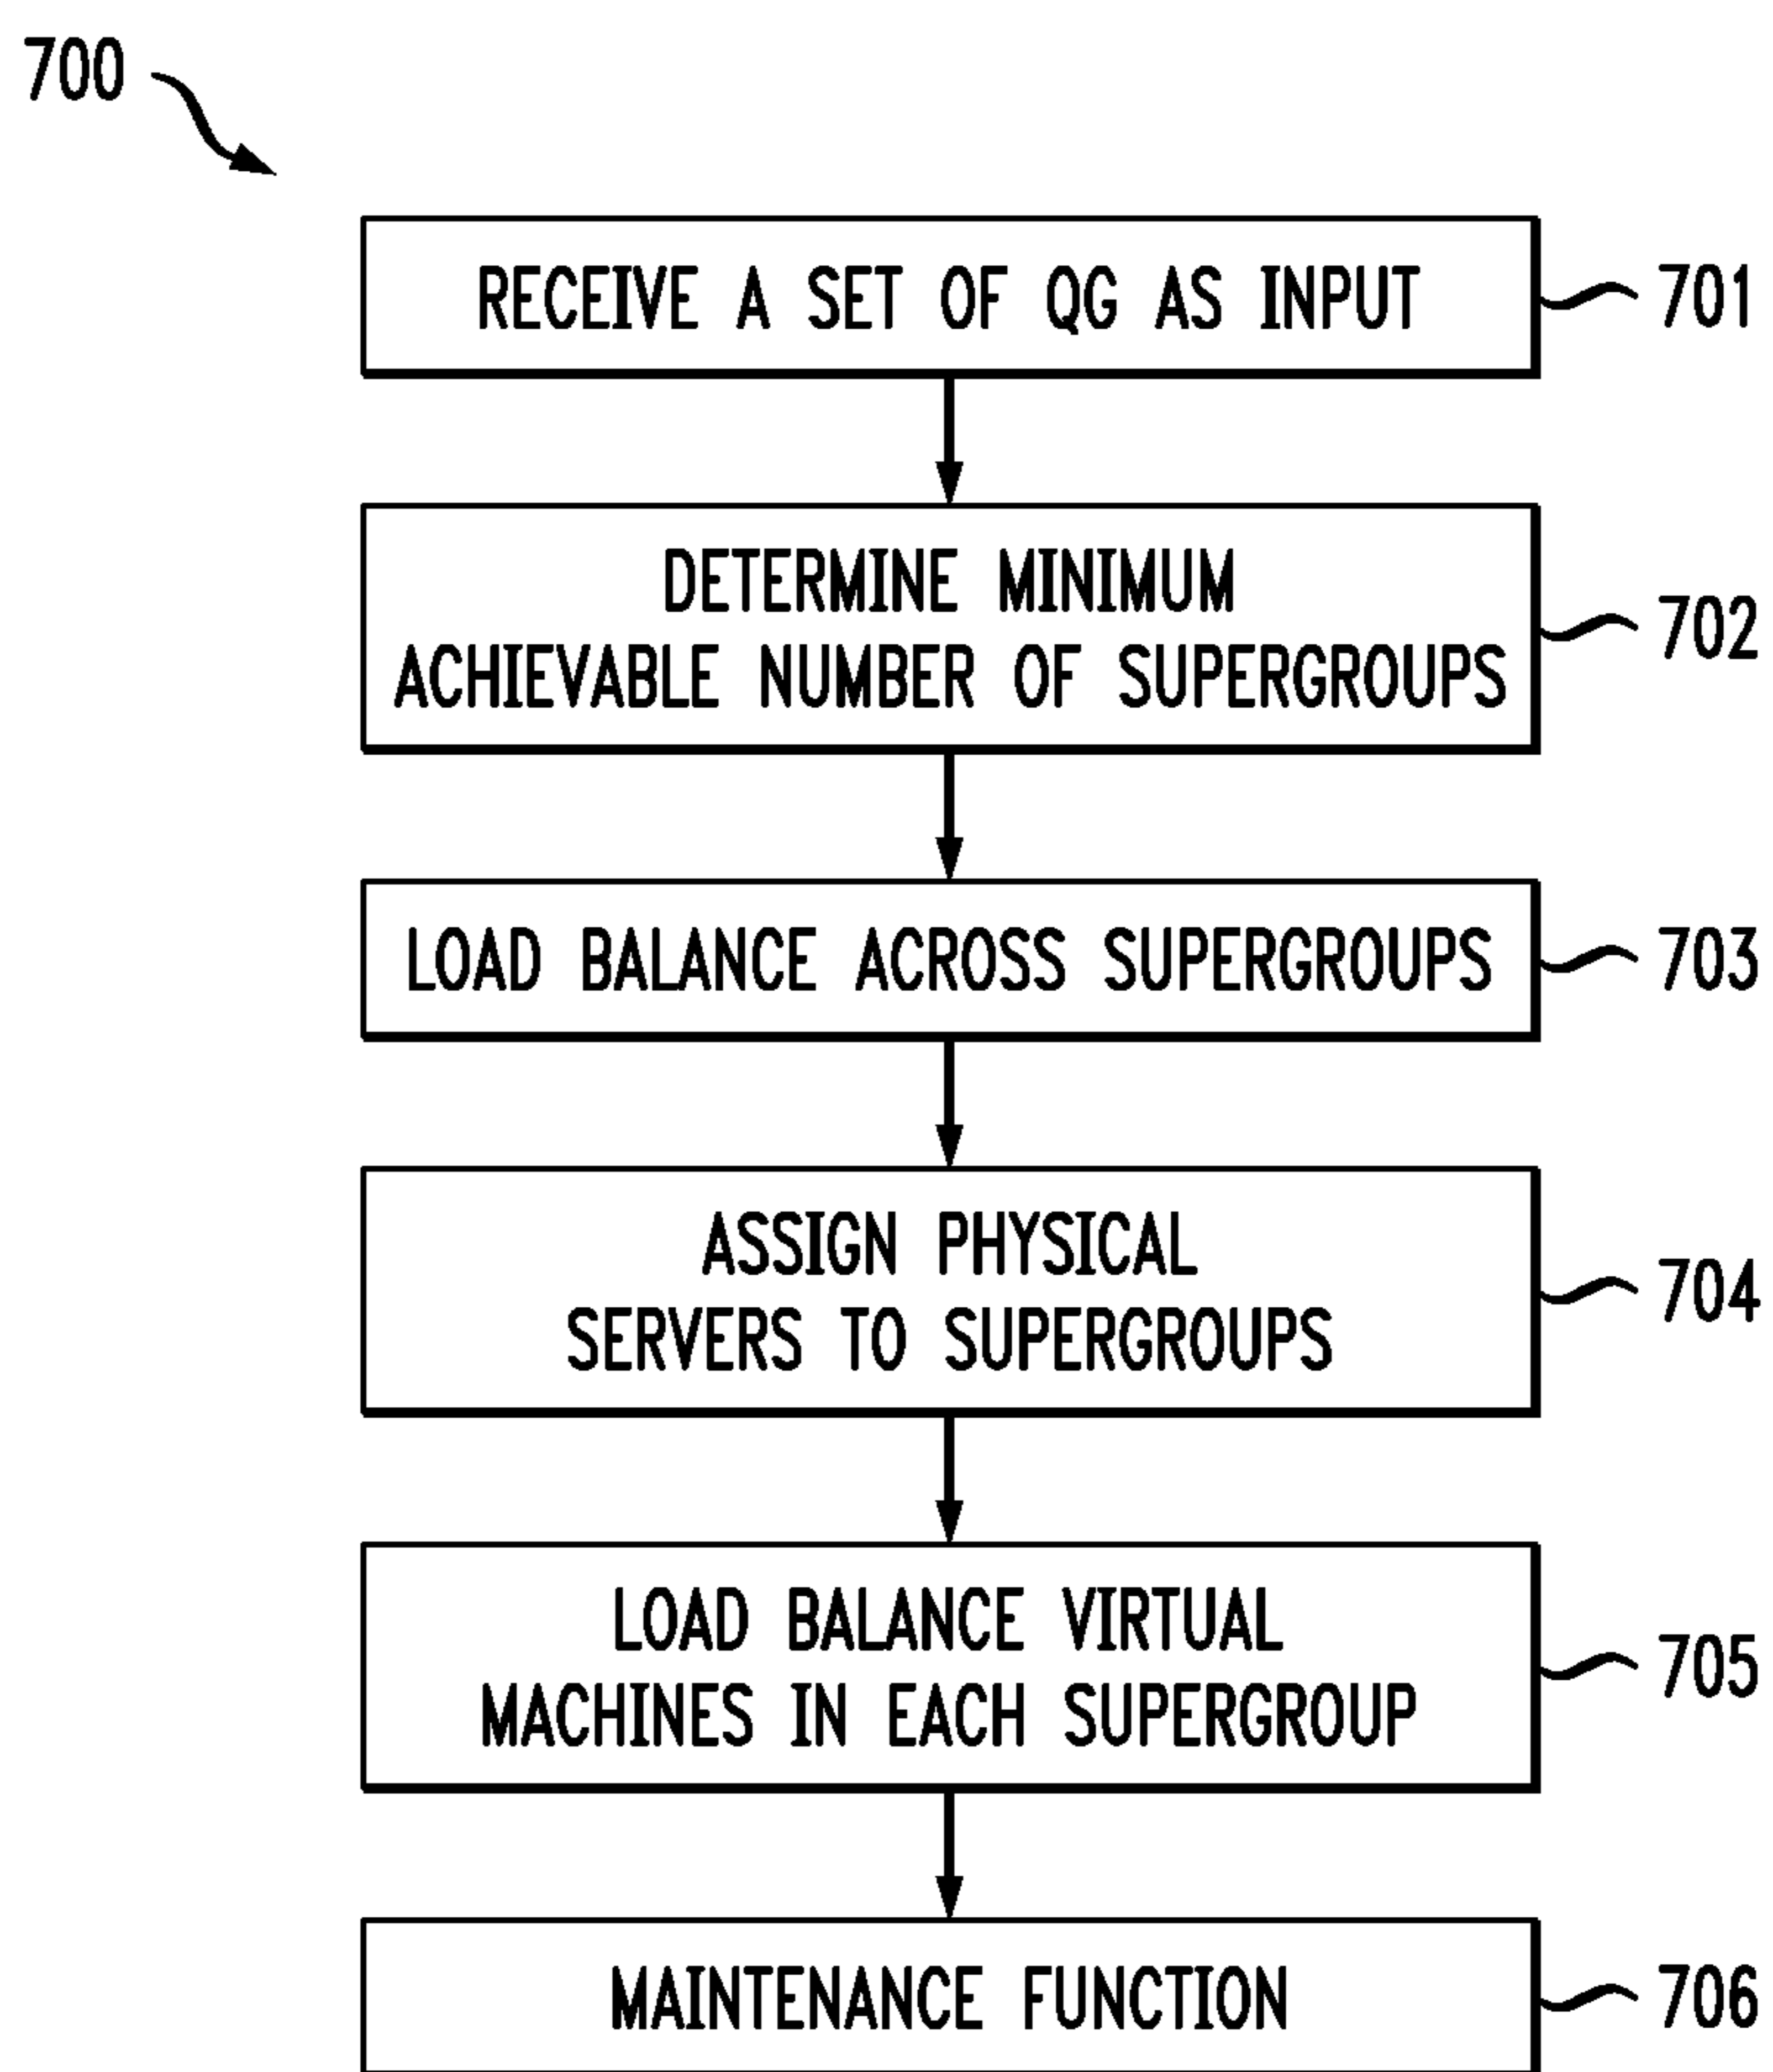 700
RECEIVE A SET OF QG AS INPUT
701
DETERMINE MINIMUM
ACHIEVABLE NUMBER OF SUPERGROUPS
702
LOAD BALANCE ACROSS SUPERGROUPS
703
ASSIGN PHYSICAL
SERVERS TO SUPERGROUPS
704
LOAD BALANCE VIRTUAL
MACHINES IN EACH SUPERGROUP
705
MAINTENANCE FUNCTION
706